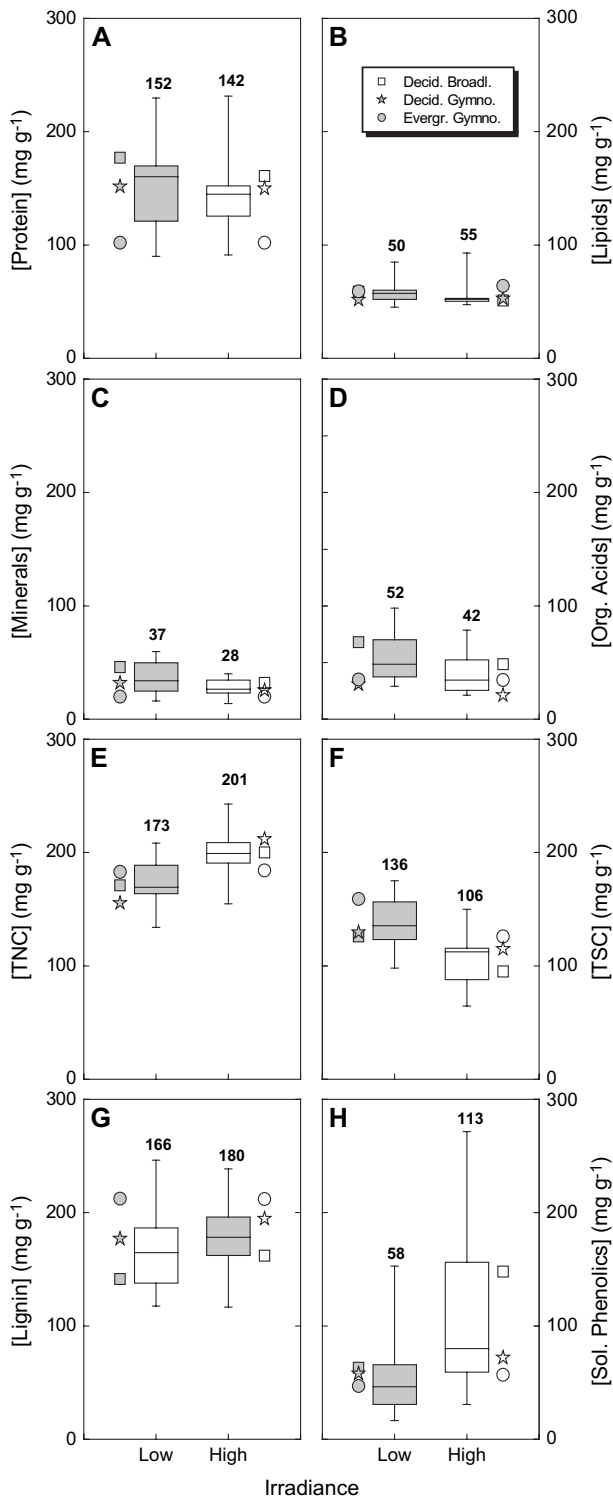 A
[Protein] (mg g-1)
300
200
100
0
152
142
B
Decid. Broadl.
Decid. Gymno.
Evergr. Gymno.
50
55
300
200
100
0
[Lipids] (mg g-1)
C
[Minerals] (mg g-1)
300
200
100
0
37
28
D
52
42
300
200
100
0
[Org. Acids] (mg g-1)
E
[TNC] (mg g-1)
300
200
100
0
173
201
F
136
106
300
200
100
0
[TSC] (mg g-1)
G
[Lignin] (mg g-1)
300
200
100
0
166
180
H
58
113
300
200
100
0
[Sol. Phenolics] (mg g-1)
Low High Low High
Irradiance